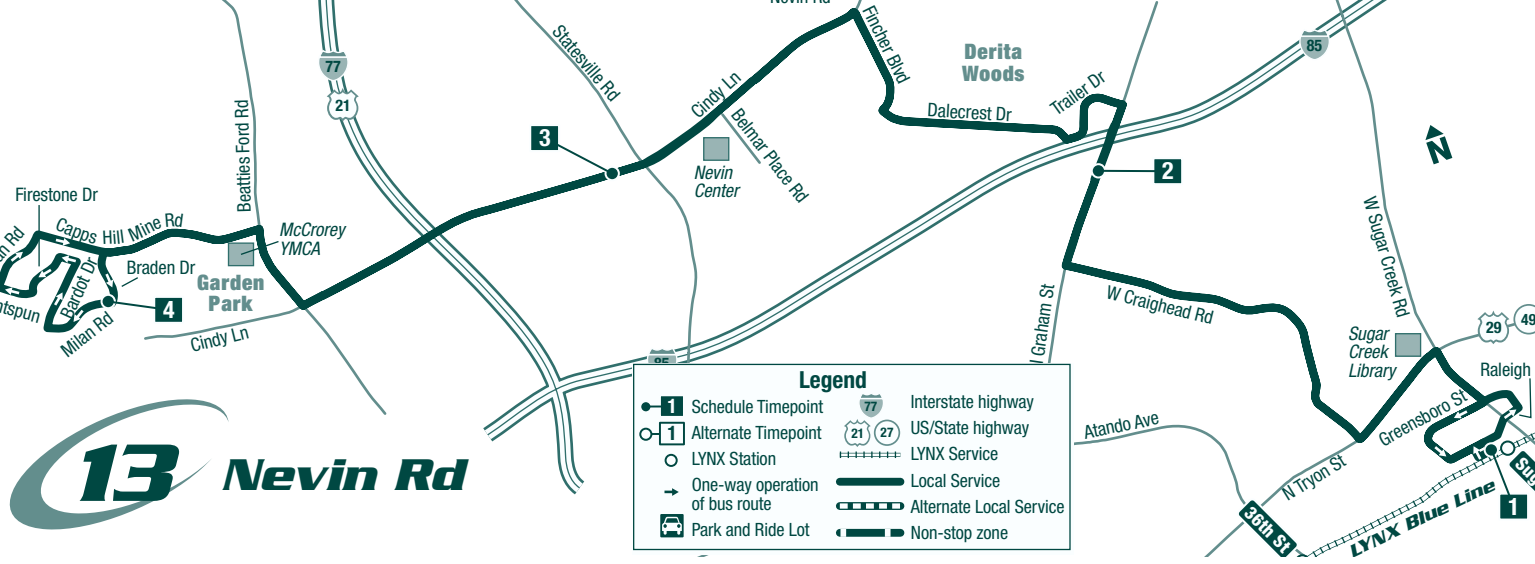 Nevin Rd
Fincher Blvd
Derita
Woods
85
77
21
Statesville Rd
Cindy Ln
Trailer Dr
Dalecrest Dr
Belmar Place Rd
Beatties Ford Rd
3
Nevin
Center
2
N
Firestone Dr
Capps Hill Mine Rd
McCrorey
YMCA
Braden Dr
Bardot Dr
Garden
Park
4
Milan Rd
Cindy Ln
W Sugar Creek Rd
W Craighead Rd
Graham St
29
49
Sugar
Creek
Library
Raleigh
Greensboro St
85
Atando Ave
N Tryon St
36th St
LYNX Blue Line
1
13 Nevin Rd
Legend
1 Schedule Timepoint
1 Alternate Timepoint
LYNX Station
One-way operation
of bus route
Park and Ride Lot
77 Interstate highway
21 27 US/State highway
LYNX Service
Local Service
Alternate Local Service
Non-stop zone